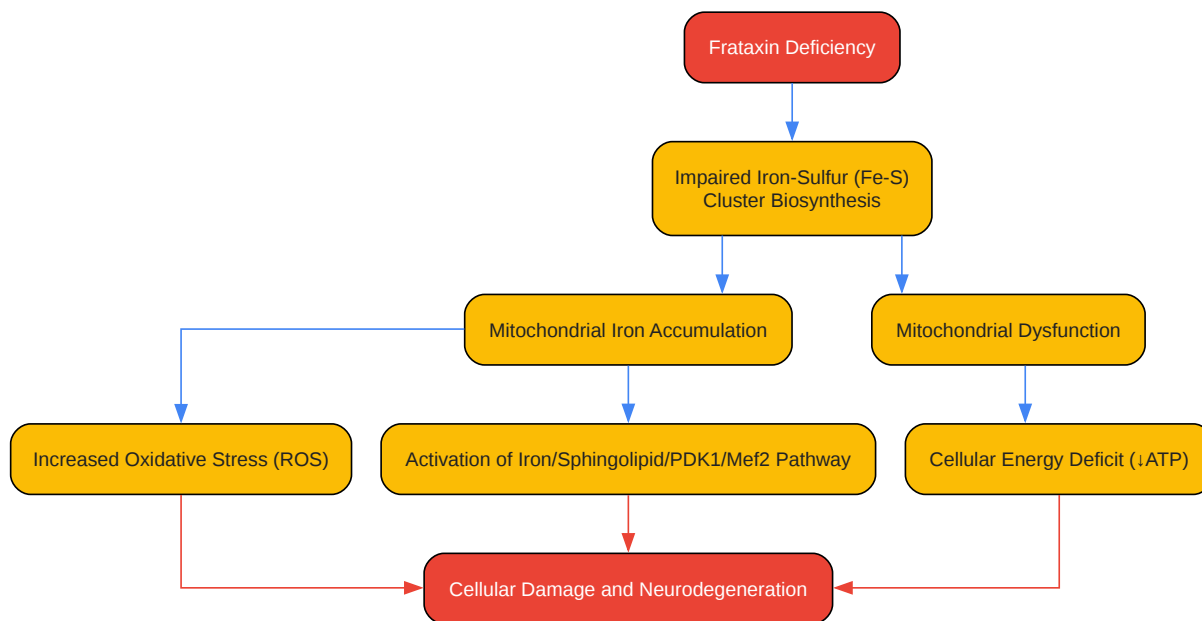 Frataxin Deficiency
Impaired Iron-Sulfur (Fe-S)
Cluster Biosynthesis
Mitochondrial Iron Accumulation
Mitochondrial Dysfunction
Increased Oxidative Stress (ROS)
Activation of Iron/Sphingolipid/PDK1/Mef2 Pathway
Cellular Energy Deficit (↓ATP)
Cellular Damage and Neurodegeneration